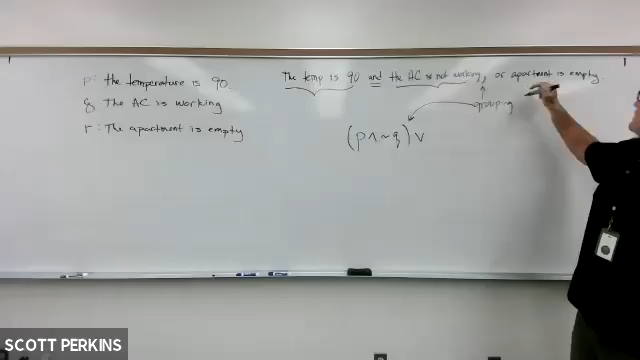 p: the temperature is 90.
q The AC is working
r: The apartment is empty
The temp is 90 and the AC is not working, or apartment is empty.
grouping
(p ∧ ~q) ∨
SCOTT PERKINS